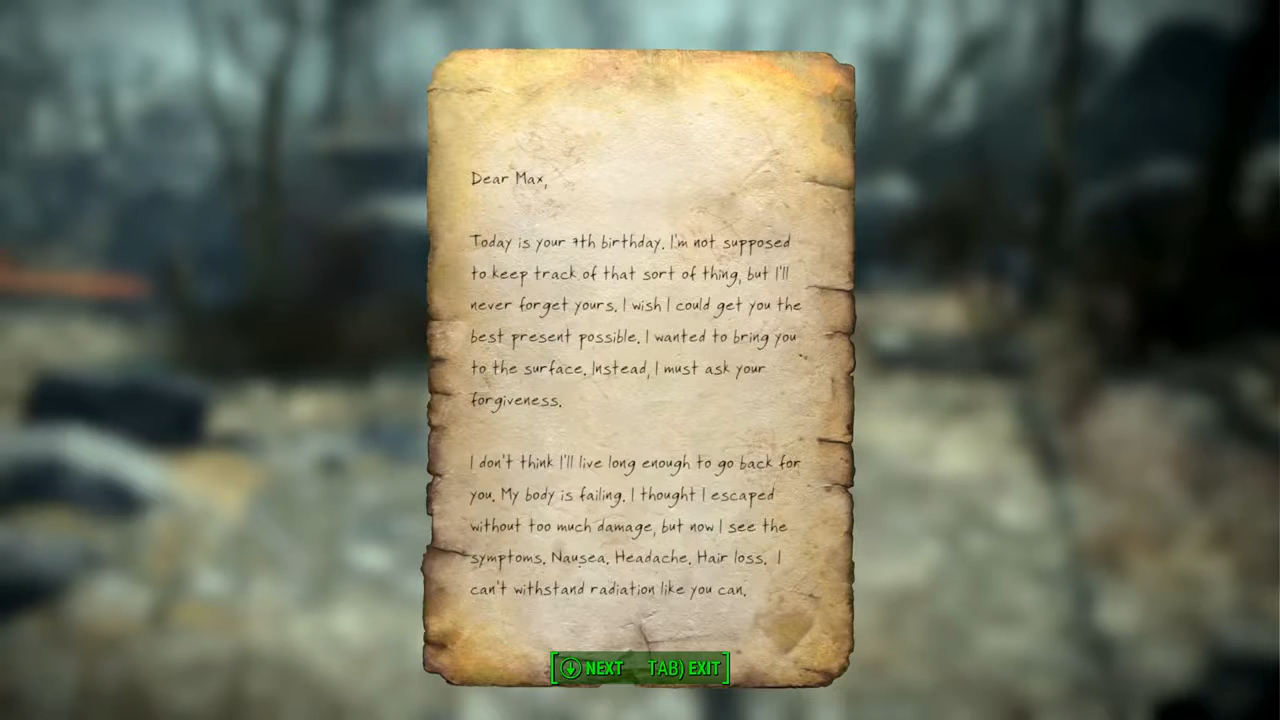 Dear Max,
Today is your 7th birthday. I'm not supposed
to keep track of that sort of thing, but I'll
never forget yours. I wish I could get you the
best present possible. I wanted to bring you
to the surface. Instead, I must ask your
forgiveness.
I don't think I'll live long enough to go back for
you. My body is failing. I thought I escaped
without too much damage, but now I see the
symptoms. Nausea. Headache. Hair loss. I
can't withstand radiation like you can.
NEXT TAB) EXIT